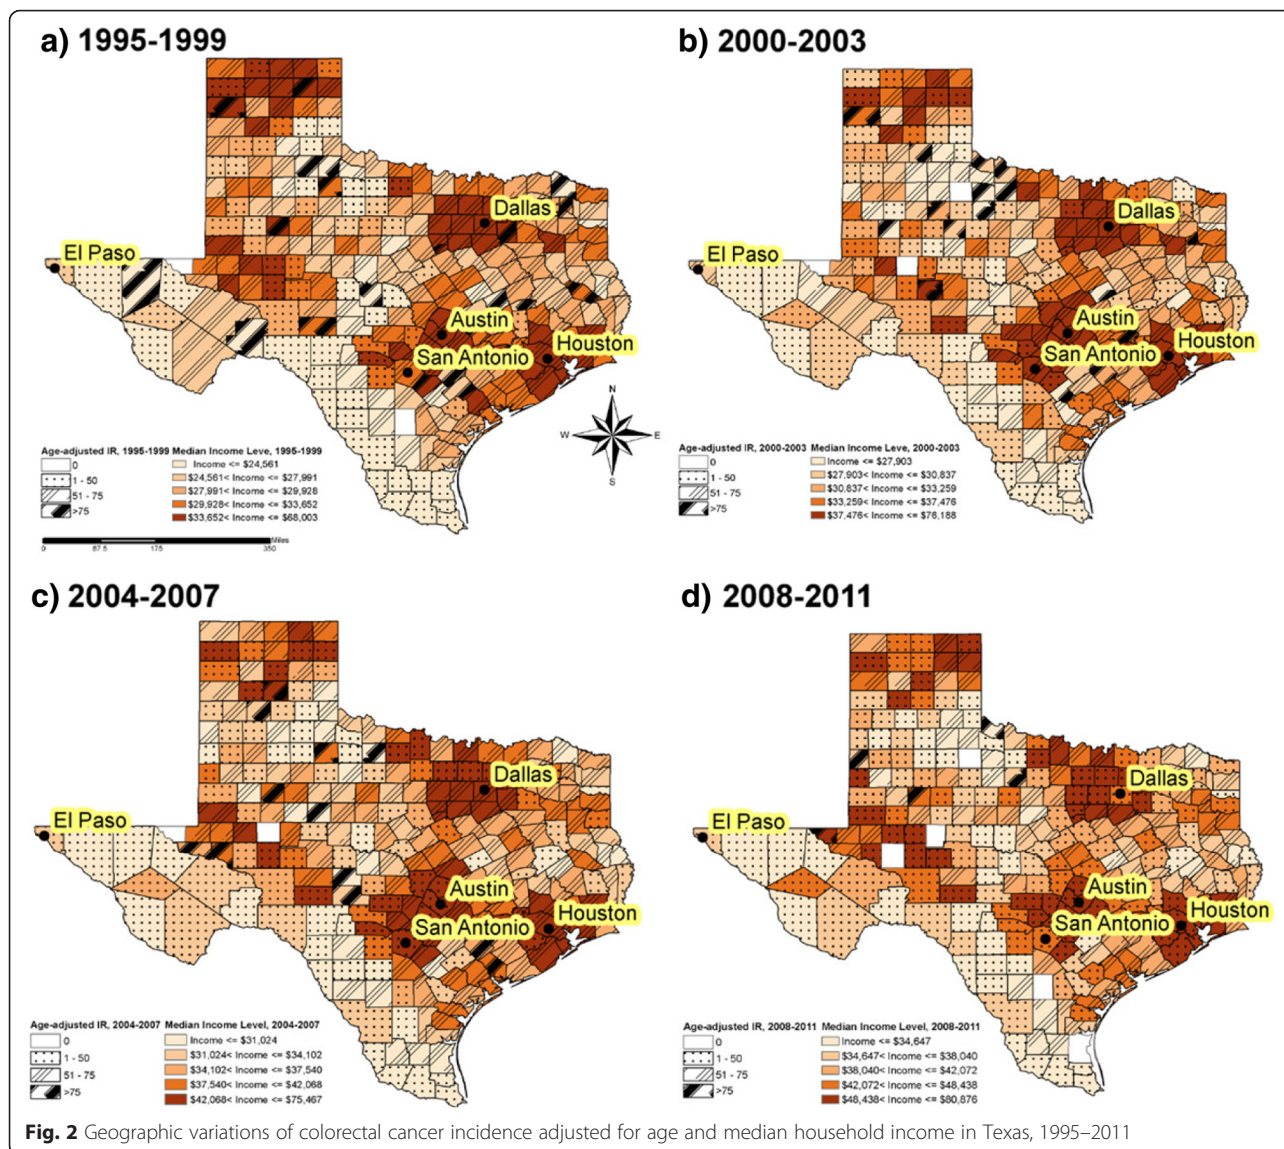 a) 1995-1999
El Paso
Dallas
Austin
San Antonio
Houston
N
W E
S
Age-adjusted IR, 1995-1999
0
1 - 50
51 - 75
>75
Median Income Leve, 1995-1999
Income <= $24,561
$24,561< Income <= $27,991
$27,991< Income <= $29,928
$29,928< Income <= $33,652
$33,652< Income <= $68,003
Miles
0 87.5 175 350
b) 2000-2003
El Paso
Dallas
Austin
San Antonio
Houston
Age-adjusted IR, 2000-2003
0
1 - 50
51 - 75
>75
Median Income Leve, 2000-2003
Income <= $27,903
$27,903< Income <= $30,837
$30,837< Income <= $33,259
$33,259< Income <= $37,476
$37,476< Income <= $76,188
c) 2004-2007
El Paso
Dallas
Austin
San Antonio
Houston
Age-adjusted IR, 2004-2007
0
1 - 50
51 - 75
>75
Median Income Level, 2004-2007
Income <= $31,024
$31,024< Income <= $34,102
$34,102< Income <= $37,540
$37,540< Income <= $42,068
$42,068< Income <= $75,467
d) 2008-2011
El Paso
Dallas
Austin
San Antonio
Houston
Age-adjusted IR, 2008-2011
0
1 - 50
51 - 75
>75
Median Income Level, 2008-2011
Income <= $34,647
$34,647< Income <= $38,040
$38,040< Income <= $42,072
$42,072< Income <= $48,438
$48,438< Income <= $80,876
Fig. 2 Geographic variations of colorectal cancer incidence adjusted for age and median household income in Texas, 1995–2011